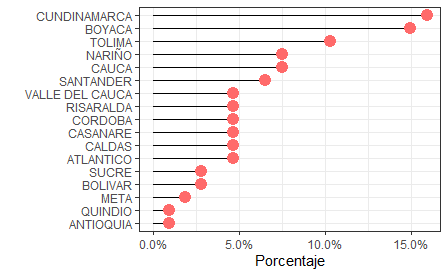 CUNDINAMARCA
BOYACA
TOLIMA
NARIÑO
CAUCA
SANTANDER
VALLE DEL CAUCA
RISARALDA
CORDOBA
CASANARE
CALDAS
ATLANTICO
SUCRE
BOLIVAR
META
QUINDIO
ANTIOQUIA
0.0% 5.0% 10.0% 15.0%
Porcentaje